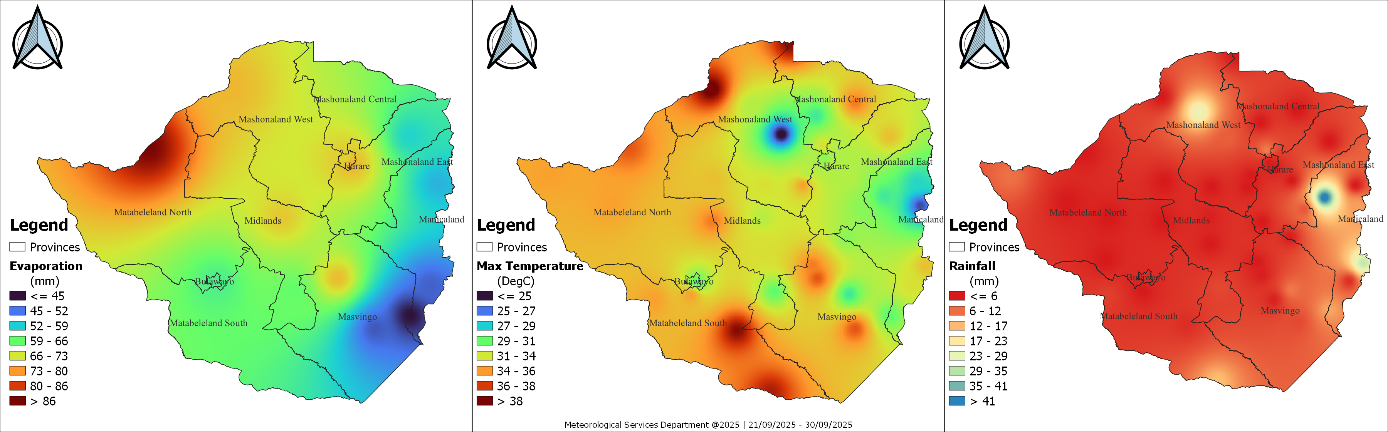 Mashonaland Central
Mashonaland West
Harare
Mashonaland East
Matabeleland North
Midlands
Manicaland
Bulawayo
Masvingo
Matabeleland South
Legend
Provinces
Evaporation
(mm)
<= 45
45 - 52
52 - 59
59 - 66
66 - 73
73 - 80
80 - 86
> 86
Mashonaland Central
Mashonaland West
Harare
Mashonaland East
Matabeleland North
Midlands
Manicaland
Bulawayo
Masvingo
Matabeleland South
Legend
Provinces
Max Temperature
(DegC)
<= 25
25 - 27
27 - 29
29 - 31
31 - 34
34 - 36
36 - 38
> 38
Mashonaland Central
Mashonaland West
Harare
Mashonaland East
Matabeleland North
Midlands
Manicaland
Bulawayo
Masvingo
Matabeleland South
Legend
Provinces
Rainfall
(mm)
<= 6
6 - 12
12 - 17
17 - 23
23 - 29
29 - 35
35 - 41
> 41
Meteorological Services Department @2025 | 21/09/2025 - 30/09/2025